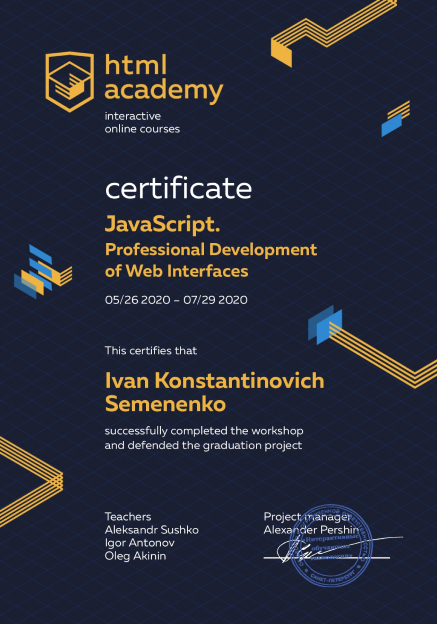 html
academy
interactive
online courses
certificate
JavaScript.
Professional Development
of Web Interfaces
05/26 2020 – 07/29 2020
This certifies that
Ivan Konstantinovich
Semenenko
successfully completed the workshop
and defended the graduation project
Teachers
Aleksandr Sushko
Igor Antonov
Oleg Akinin
Project manager
Alexander Pershin
САНКТ-ПЕТЕРБУРГ